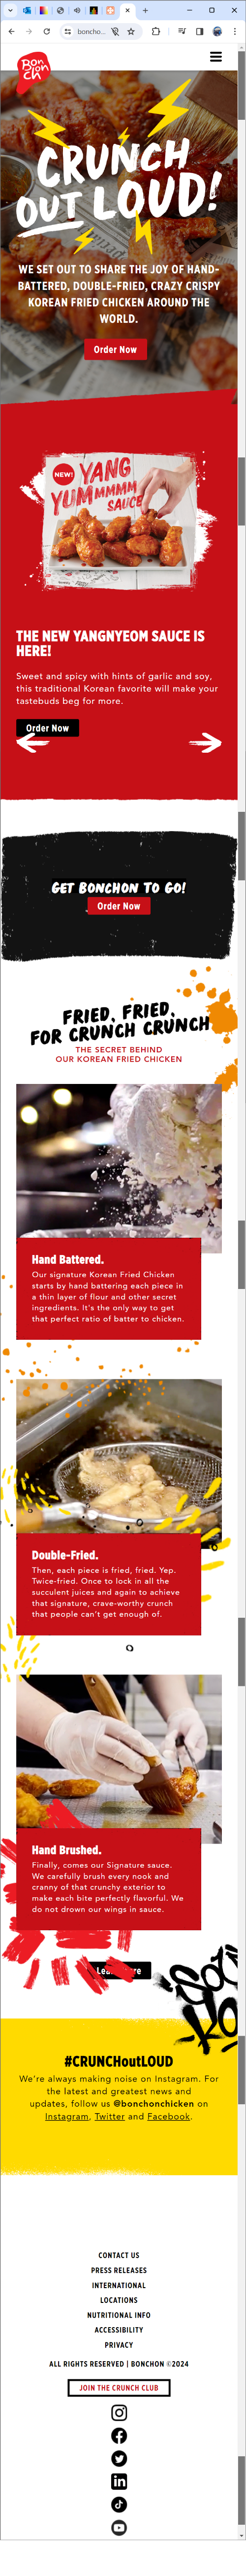 boncho...
BON
CHON
CRUNCH
OUT LOUD!
WE SET OUT TO SHARE THE JOY OF HAND-
BATTERED, DOUBLE-FRIED, CRAZY CRISPY
KOREAN FRIED CHICKEN AROUND THE
WORLD.
Order Now
NEW!
YANG
YUMMMMM
SAUCE
THE NEW YANGNYEOM SAUCE IS
HERE!
Sweet and spicy with hints of garlic and soy,
this traditional Korean favorite will make your
tastebuds beg for more.
Order Now
GET BONCHON TO GO!
Order Now
FRIED, FRIED,
FOR CRUNCH CRUNCH
THE SECRET BEHIND
OUR KOREAN FRIED CHICKEN
Hand Battered.
Our signature Korean Fried Chicken
starts by hand battering each piece in
a thin layer of flour and other secret
ingredients. It's the only way to get
that perfect ratio of batter to chicken.
Double-Fried.
Then, each piece is fried, fried. Yep.
Twice-fried. Once to lock in all the
succulent juices and again to achieve
that signature, crave-worthy crunch
that people can't get enough of.
Hand Brushed.
Finally, comes our Signature sauce.
We carefully brush every nook and
cranny of that crunchy exterior to
make each bite perfectly flavorful. We
do not drown our wings in sauce.
#CRUNCHoutLOUD
We're always making noise on Instagram. For
the latest and greatest news and
updates, follow us @bonchonchicken on
Instagram, Twitter and Facebook.
CONTACT US
PRESS RELEASES
INTERNATIONAL
LOCATIONS
NUTRITIONAL INFO
ACCESSIBILITY
PRIVACY
ALL RIGHTS RESERVED | BONCHON ©2024
JOIN THE CRUNCH CLUB